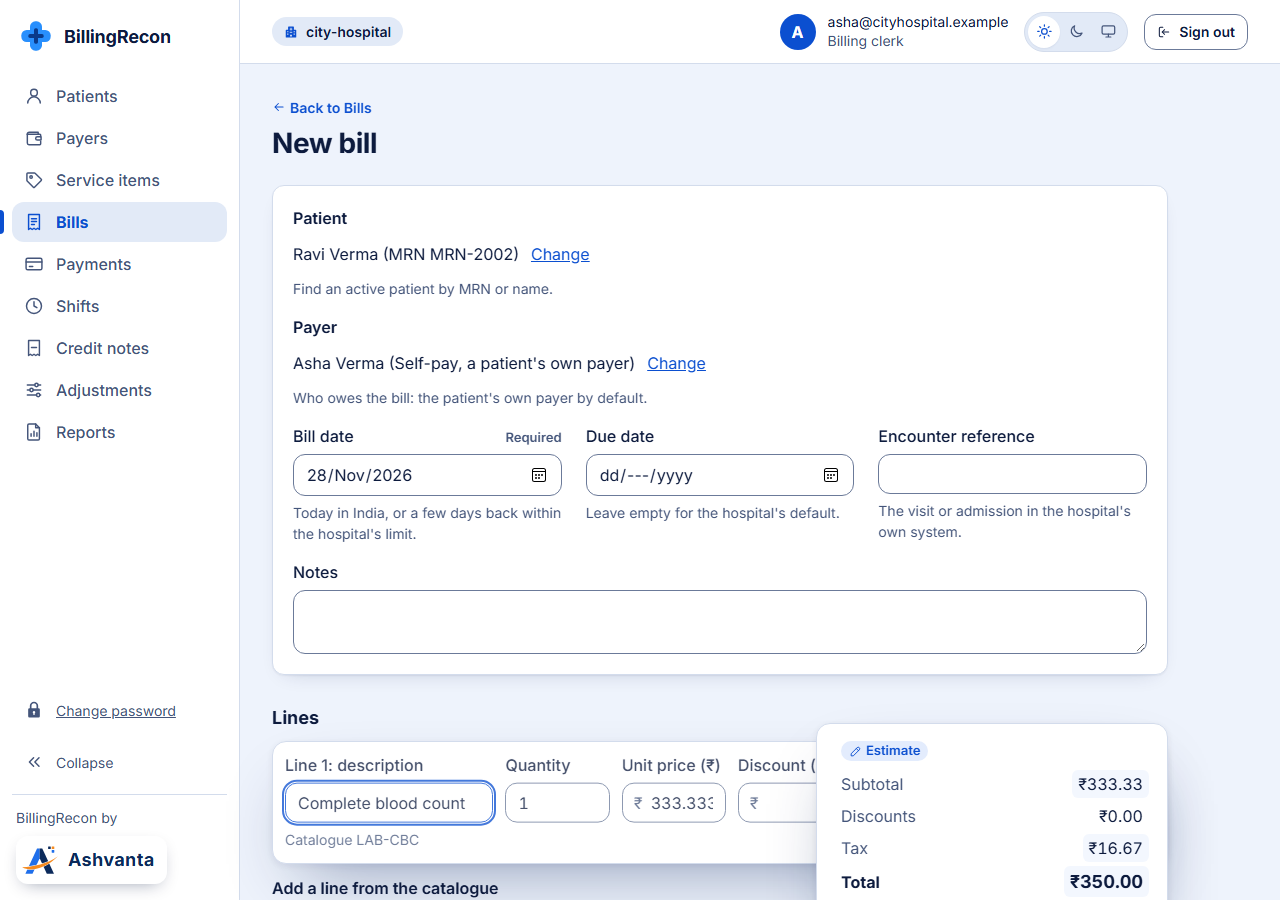 BillingRecon
city-hospital
A
asha@cityhospital.example
Billing clerk
Sign out
Patients
Payers
Service items
Bills
Payments
Shifts
Credit notes
Adjustments
Reports
Change password
Collapse
BillingRecon by
Ashvanta
Back to Bills
New bill
Patient
Ravi Verma (MRN MRN-2002) Change
Find an active patient by MRN or name.
Payer
Asha Verma (Self-pay, a patient's own payer) Change
Who owes the bill: the patient's own payer by default.
Bill date Required Due date Encounter reference
28/Nov/2026 dd/---/yyyy
Today in India, or a few days back within the hospital's limit.
Leave empty for the hospital's default.
The visit or admission in the hospital's own system.
Notes
Lines
Line 1: description Quantity Unit price (₹) Discount (
Complete blood count 1 ₹ 333.333 ₹
Catalogue LAB-CBC
Add a line from the catalogue
Estimate
Subtotal ₹333.33
Discounts ₹0.00
Tax ₹16.67
Total ₹350.00